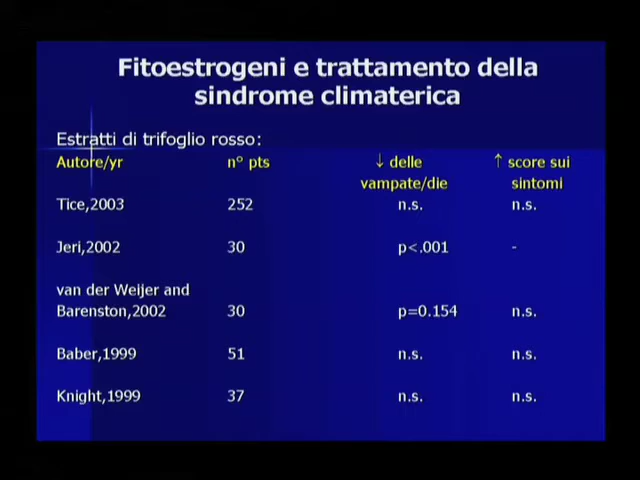 Fitoestrogeni e trattamento della
sindrome climaterica
Estratti di trifoglio rosso:
Autore/yr n° pts ↓ delle ↑ score sui
vampate/die sintomi
Tice,2003 252 n.s. n.s.
Jeri,2002 30 p<.001 -
van der Weijer and
Barenston,2002 30 p=0.154 n.s.
Baber,1999 51 n.s. n.s.
Knight,1999 37 n.s. n.s.